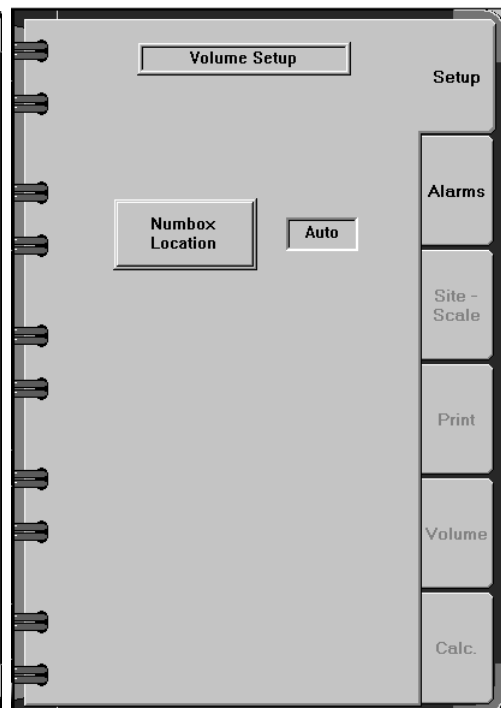 Volume Setup
Setup
Alarms
Numbox
Location
Auto
Site -
Scale
Print
Volume
Calc.